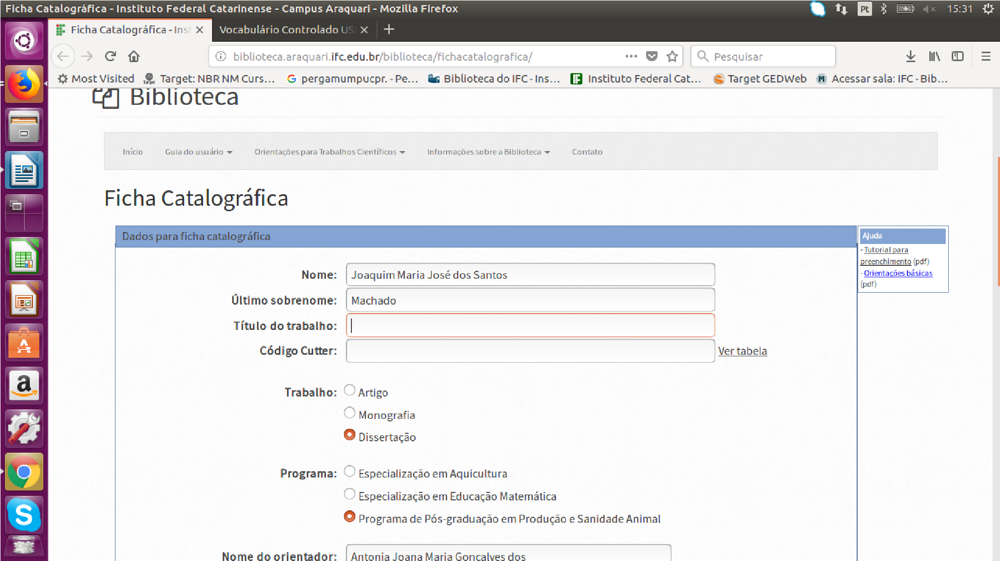 Ficha Catalográfica - Instituto Federal Catarinense - Campus Araquari - Mozilla Firefox
Pt
15:31
Ficha Catalográfica - Inst
Vocabulário Controlado US
biblioteca.araquari.ifc.edu.br/biblioteca/fichacatalografica/
Pesquisar
Most Visited
Target: NBR NM Curs...
pergamumpucpr. - Pe...
Biblioteca do IFC - Ins...
Instituto Federal Cat...
Target GEDWeb
Acessar sala: IFC - Bib...
Biblioteca
Início
Guia do usuário
Orientações para Trabalhos Científicos
Informações sobre a Biblioteca
Contato
Ficha Catalográfica
Dados para ficha catalográfica
Ajuda
- Tutorial para
preenchimento (pdf)
- Orientações básicas
(pdf)
Nome: Joaquim Maria José dos Santos
Último sobrenome: Machado
Título do trabalho:
Código Cutter: Ver tabela
Trabalho: Artigo
Monografia
Dissertação
Programa: Especialização em Aquicultura
Especialização em Educação Matemática
Programa de Pós-graduação em Produção e Sanidade Animal
Nome do orientador: Antonia Joana Maria Gonçalves dos